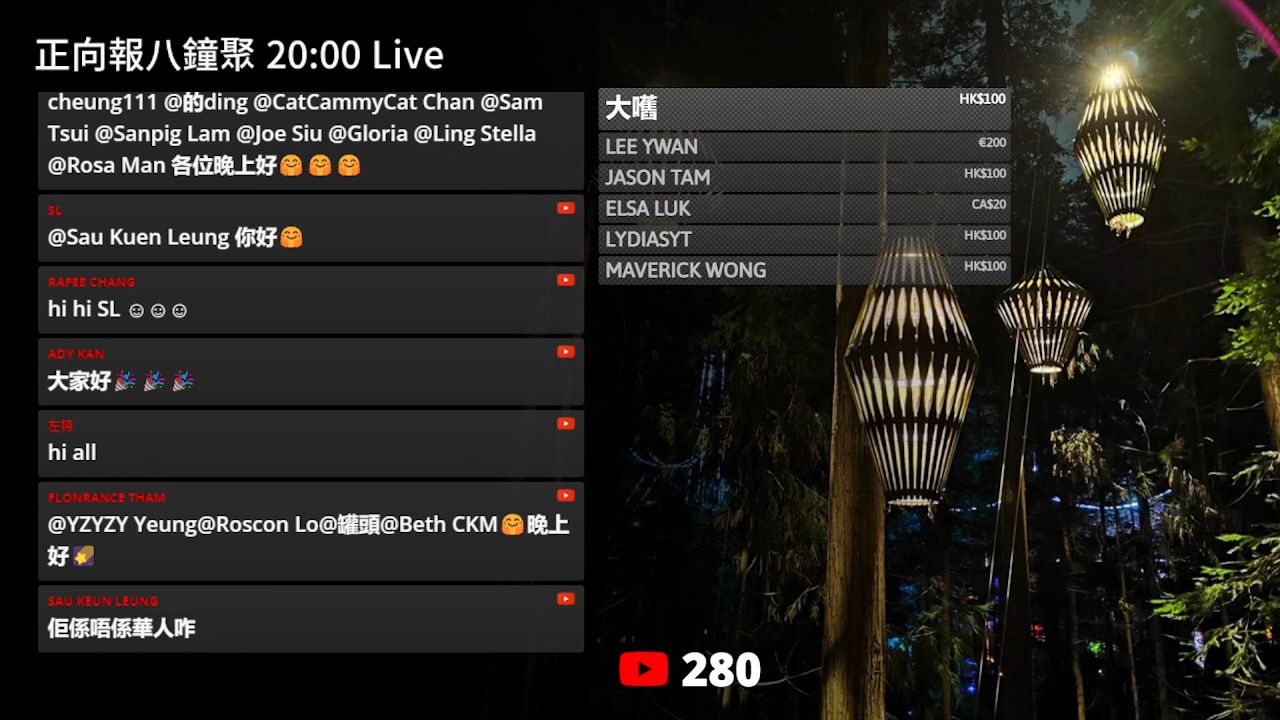 正向報八鐘聚 20:00 Live
cheung111 @的ding @CatCammyCat Chan @Sam
Tsui @Sanpig Lam @Joe Siu @Gloria @Ling Stella
@Rosa Man 各位晚上好🤗 🤗 🤗
SL
@Sau Kuen Leung 你好🤗
RAFEE CHANG
hi hi SL ☺☺☺
ADY KAN
大家好🎉 🎉 🎉
左特
hi all
FLONRANCE THAM
@YZYZY Yeung@Roscon Lo@罐頭@Beth CKM🤗晚上
好🌠
SAU KEUN LEUNG
佢係唔係華人咋
大嚿 HK$100
LEE YWAN €200
JASON TAM HK$100
ELSA LUK CA$20
LYDIASYT HK$100
MAVERICK WONG HK$100
280